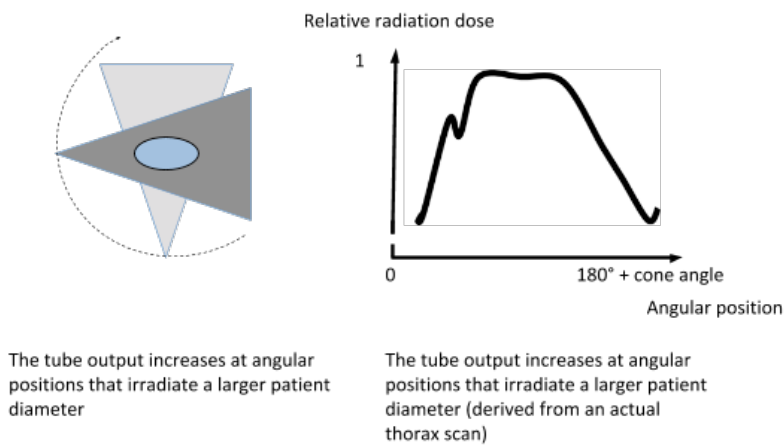 Relative radiation dose
1
0
180° + cone angle
Angular position
The tube output increases at angular
positions that irradiate a larger patient
diameter
The tube output increases at angular
positions that irradiate a larger patient
diameter (derived from an actual
thorax scan)